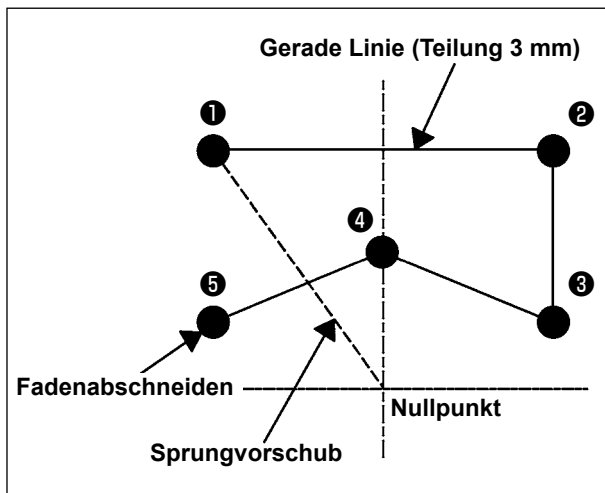 Gerade Linie (Teilung 3 mm)
❶
❷
❹
❺
❸
Fadenabschneiden
Nullpunkt
Sprungvorschub